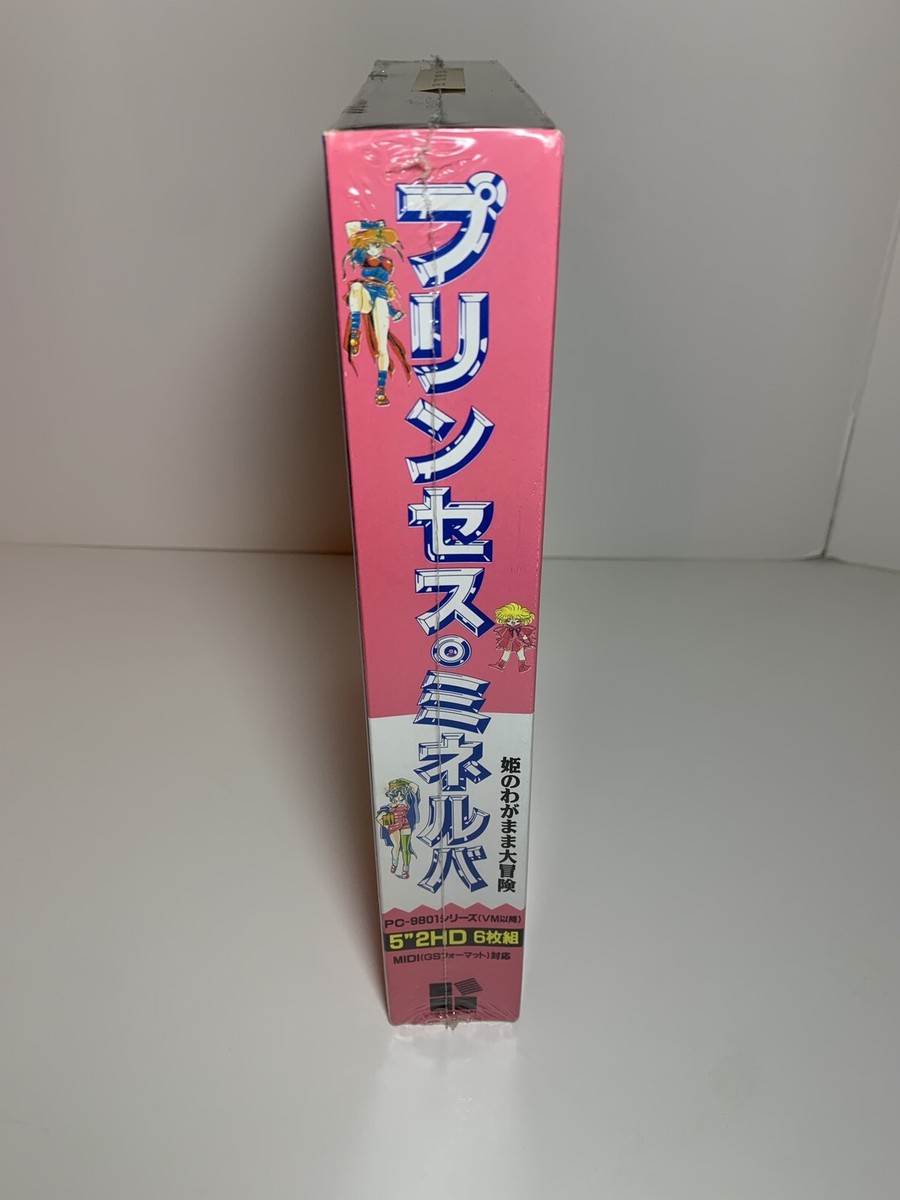 プリンセス・ミネルバ
姫のわがまま大冒険
PC-9801シリーズ(VM以降)
5"2HD 6枚組
MIDI(GSフォーマット)対応